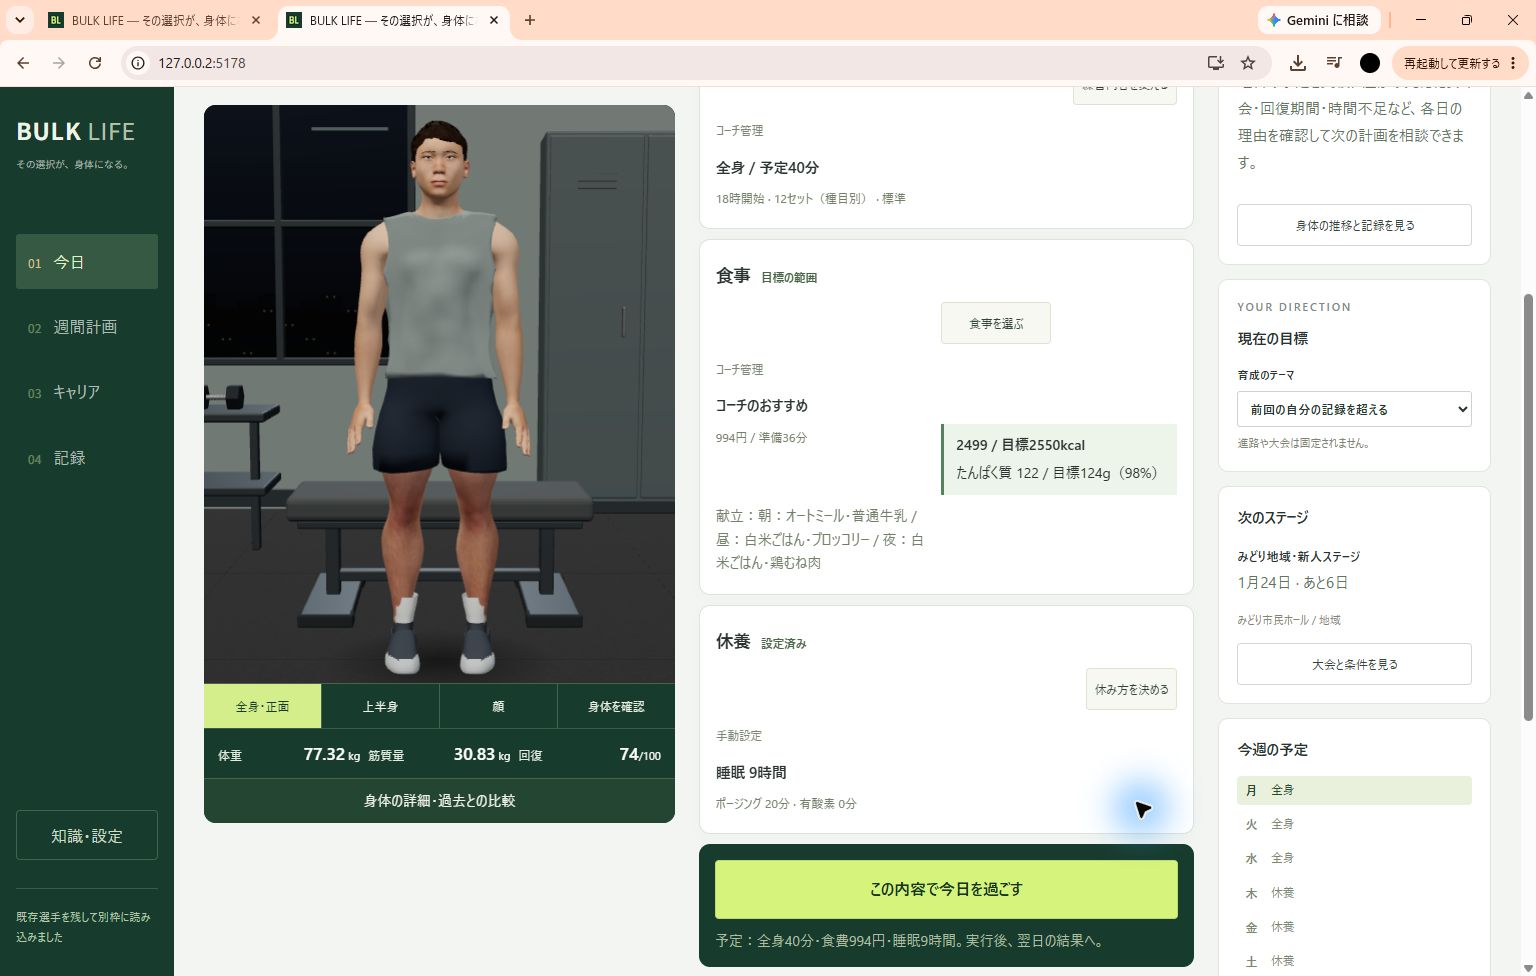 BULK LIFE — その選択が、身体に
BULK LIFE — その選択が、身体に
Gemini に相談
127.0.0.2:5178
再起動して更新する
BULK LIFE
その選択が、身体になる。
01 今日
02 週間計画
03 キャリア
04 記録
知識・設定
既存選手を残して別枠に読み
込みました
全身・正面
上半身
顔
身体を確認
体重 77.32 kg 筋質量 30.83 kg 回復 74/100
身体の詳細・過去との比較
コーチ管理
全身 / 予定40分
18時開始 · 12セット（種目別） · 標準
食事 目標の範囲
食事を選ぶ
コーチ管理
コーチのおすすめ
994円 / 準備36分
2499 / 目標2550kcal
たんぱく質 122 / 目標124g（98%）
献立：朝：オートミール・普通牛乳 /
昼：白米ごはん・ブロッコリー / 夜：白
米ごはん・鶏むね肉
休養 設定済み
休み方を決める
手動設定
睡眠 9時間
ポージング 20分 · 有酸素 0分
この内容で今日を過ごす
予定：全身40分・食費994円・睡眠9時間。実行後、翌日の結果へ。
会・回復期間・時間不足など、各日の
理由を確認して次の計画を相談できま
す。
身体の推移と記録を見る
YOUR DIRECTION
現在の目標
育成のテーマ
前回の自分の記録を超える
進路や大会は固定されません。
次のステージ
みどり地域・新人ステージ
1月24日 · あと6日
みどり市民ホール / 地域
大会と条件を見る
今週の予定
月 全身
火 全身
水 全身
木 休養
金 休養
土 休養